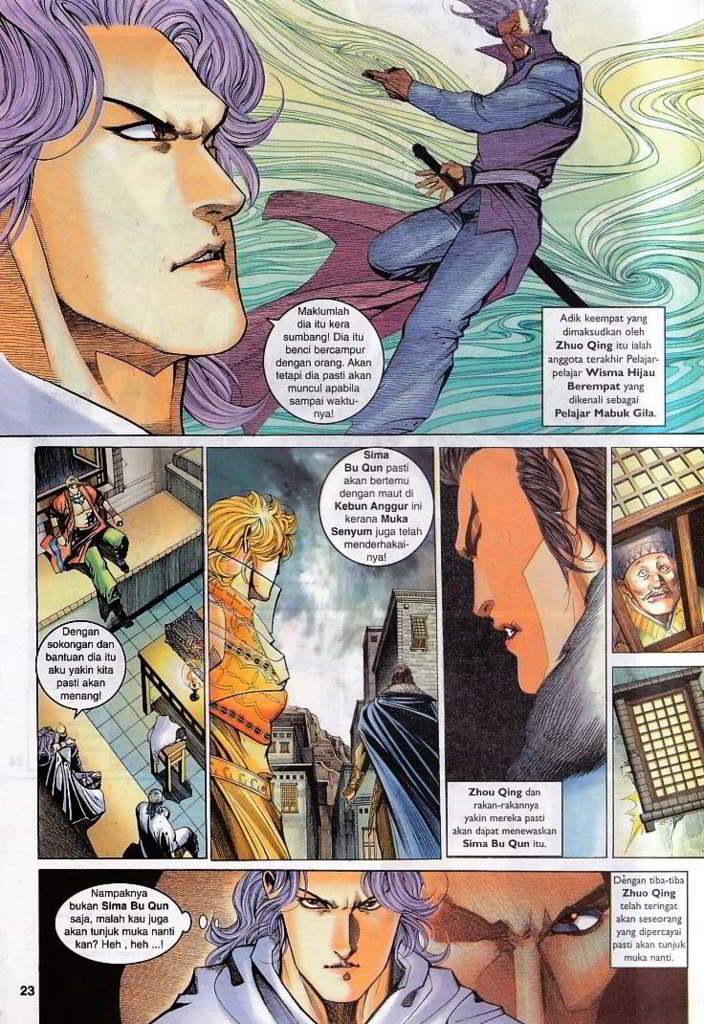 Maklumlah
dia itu kera
sumbang! Dia itu
benci bercampur
dengan orang. Akan
tetapi dia pasti akan
muncul apabila
sampai waktu-
nya!
Adik keempat yang
dimaksudkan oleh
Zhuo Qing itu ialah
anggota terakhir Pelajar-
pelajar Wisma Hijau
Berempat yang
dikenali sebagai
Pelajar Mabuk Gila.
Dengan
sokongan dan
bantuan dia itu
aku yakin kita
pasti akan
menang!
Sima
Bu Qun pasti
akan bertemu
dengan maut di
Kebun Anggur ini
kerana Muka
Senyum juga telah
menderhakai-
nya!
Zhou Qing dan
rakan-rakannya
yakin mereka pasti
akan dapat menewaskan
Sima Bu Qun itu.
Nampaknya
bukan Sima Bu Qun
saja, malah kau juga
akan tunjuk muka nanti
kan? Heh , heh ...!
Dengan tiba-tiba
Zhuo Qing
telah teringat
akan seseorang
yang dipercayai
pasti akan tunjuk
muka nanti.
23